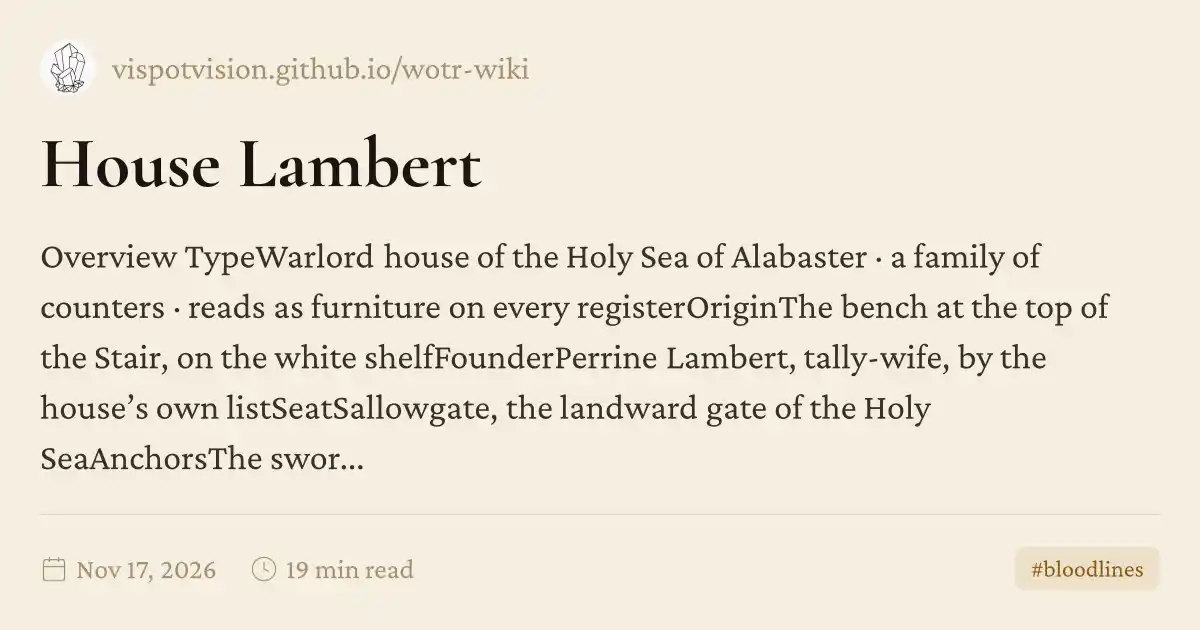 vispotvision.github.io/wotr-wiki
House Lambert
Overview TypeWarlord house of the Holy Sea of Alabaster · a family of
counters · reads as furniture on every registerOriginThe bench at the top of
the Stair, on the white shelfFounderPerrine Lambert, tally-wife, by the
house’s own listSeatSallowgate, the landward gate of the Holy
SeaAnchorsThe swor...
Nov 17, 2026
19 min read
#bloodlines